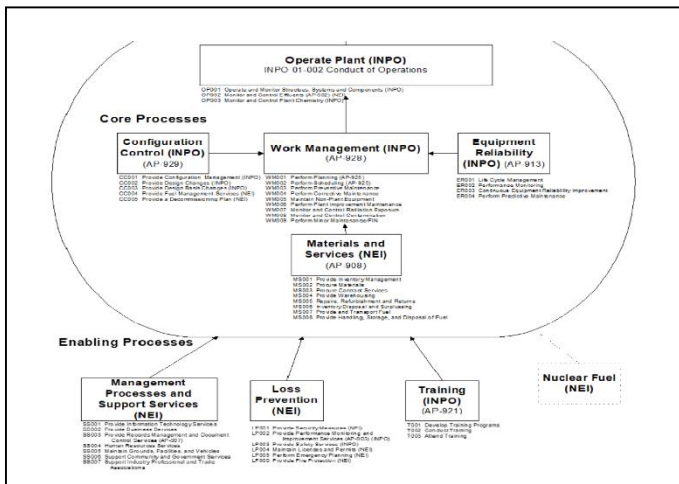 Operate Plant (INPO)
INPO 01-002 Conduct of Operations
OP001 Operate and Monitor Structure, Systems and Components (INPO)
OP002 Monitor and Control Effluents (AP-902) (NEI)
OP003 Monitor and Control Plant Chemistry (INPO)
Core Processes
Configuration
Control (INPO)
(AP-929)
CC001 Provide Configuration Management (INPO)
CC002 Provide Design Changes (INPO)
CC003 Provide Design Basis Changes (INPO)
CC004 Provide Fuel Management Services (NEI)
CC005 Provide a Decommissioning Plan (NEI)
Work Management (INPO)
(AP-928)
WM001 Perform Planning (AP-928)
WM002 Perform Scheduling (AP-928)
WM003 Perform Preventive Maintenance
WM004 Perform Corrective Maintenance
WM005 Maintain Non-Plant Equipment
WM006 Perform Plant Improvement Maintenance
WM007 Monitor and Control Radiation Exposure
WM008 Monitor and Control Contamination
WM009 Perform Minor Maintenance/FIN
Equipment
Reliability
(INPO) (AP-913)
ER001 Life Cycle Management
ER002 Performance Monitoring
ER003 Continuous Equipment Reliability Improvement
ER004 Perform Predictive Maintenance
Materials and
Services (NEI)
(AP-908)
MS001 Provide Inventory Management
MS002 Procure Materials
MS003 Procure Contract Services
MS004 Provide Warehousing
MS005 Repairs, Refurbishment and Returns
MS006 Inventory Disposal and Surplusing
MS007 Provide and Transport Fuel
MS008 Provide Handling, Storage, and Disposal of Fuel
Enabling Processes
Management
Processes and
Support Services
(NEI)
SS001 Provide Information Technology Services
SS002 Provide Business Services
SS003 Provide Records Management and Document
Control Services (AP-907)
SS004 Human Resources Services
SS005 Maintain Grounds, Facilities, and Vehicles
SS006 Support Community and Government Services
SS007 Support Industry Professional and Trade
Associations
Loss
Prevention
(NEI)
LP001 Provide Security Measures (NEI)
LP002 Provide Performance Monitoring and
Improvement Services (AP-903) (INPO)
LP003 Provide Safety Services (INPO)
LP004 Maintain Licenses and Permits (NEI)
LP005 Perform Emergency Planning (NEI)
Provide Fire Protection (NEI)
Training
(INPO)
(AP-921)
T001 Develop Training Programs
T002 Conduct Training
T003 Attend Training
Nuclear Fuel
(NEI)